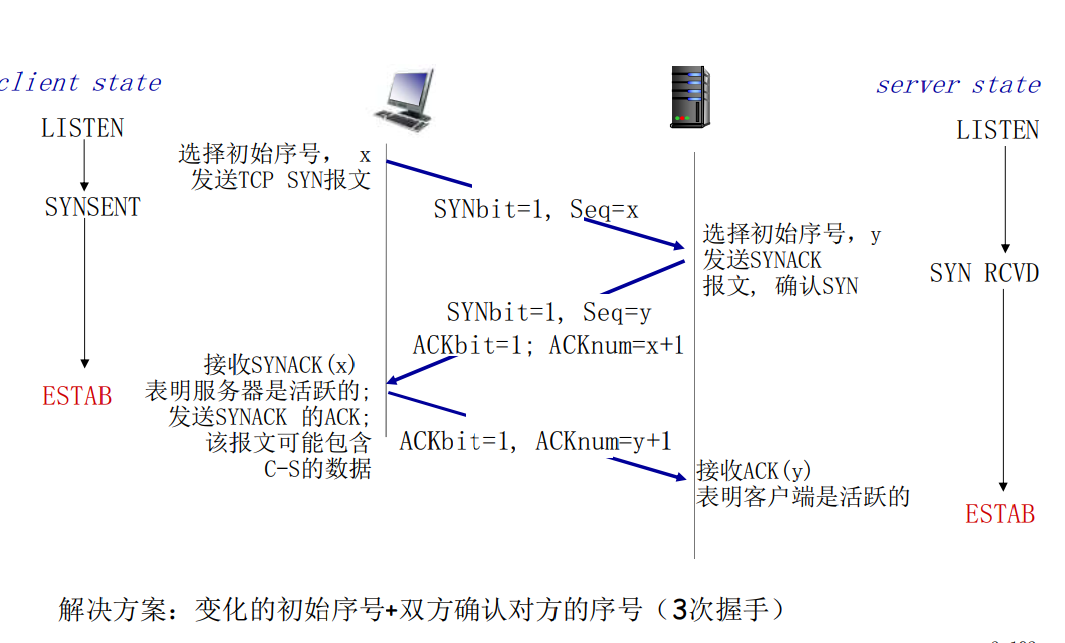 client state
server state
LISTEN
LISTEN
选择初始序号， x
发送TCP SYN报文
SYNSENT
SYNbit=1, Seq=x
选择初始序号，y
发送SYNACK
报文, 确认SYN
SYN RCVD
SYNbit=1, Seq=y
ACKbit=1; ACKnum=x+1
接收SYNACK(x)
表明服务器是活跃的;
发送SYNACK 的ACK;
该报文可能包含
C-S的数据
ESTAB
ACKbit=1, ACKnum=y+1
接收ACK(y)
表明客户端是活跃的
ESTAB
解决方案：变化的初始序号+双方确认对方的序号（3次握手）